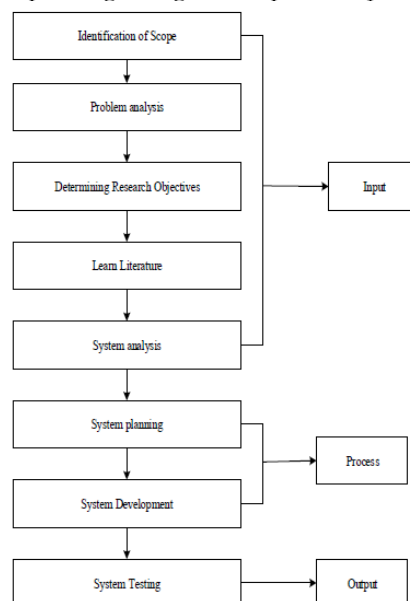 Identification of Scope
Problem analysis
Determining Research Objectives
Input
Learn Literature
System analysis
System planning
Process
System Development
System Testing
Output